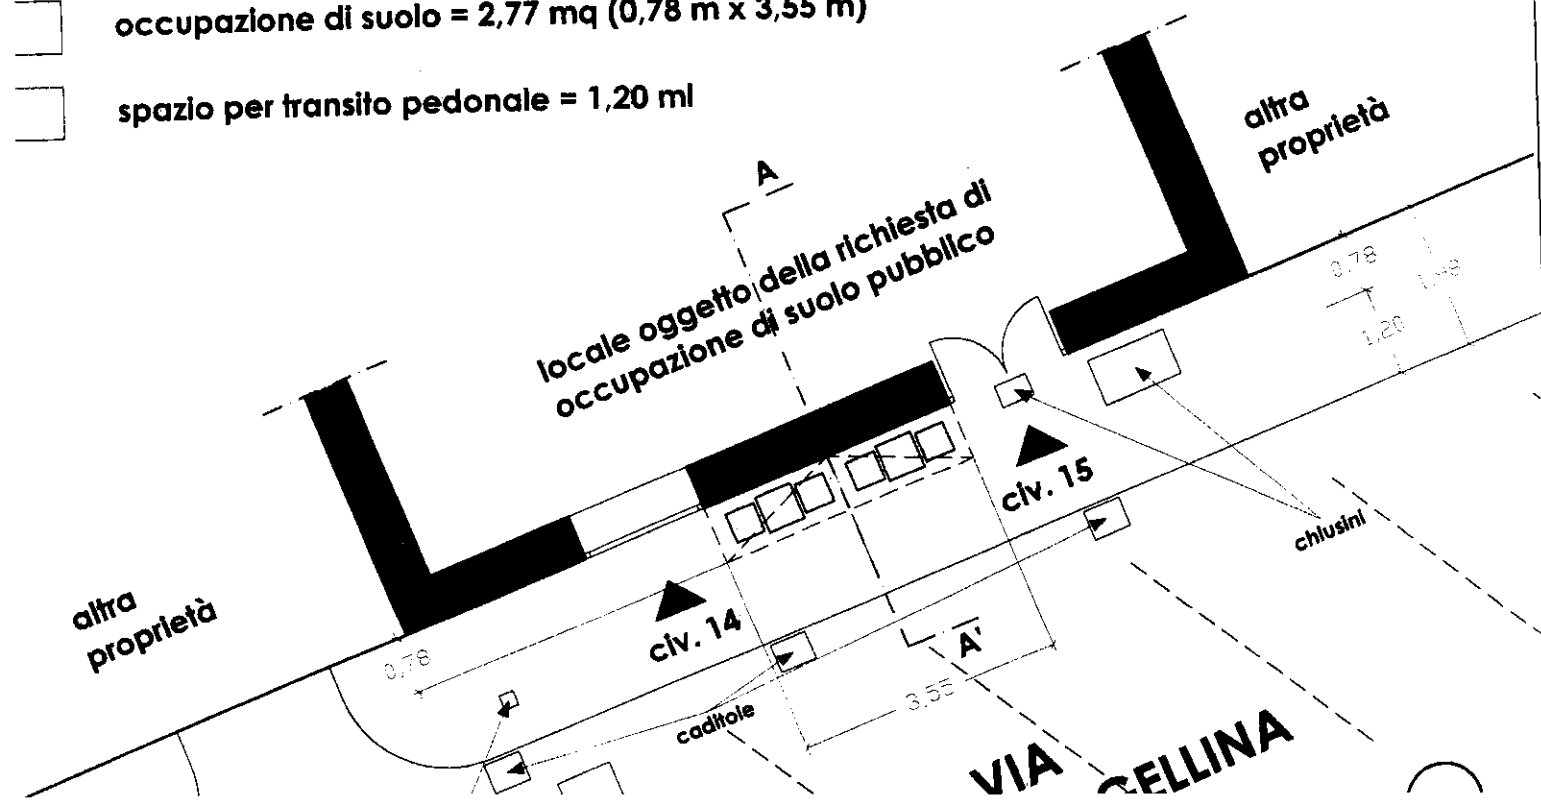 occupazione di suolo = 2,77 mq (0,78 m x 3,55 m)
spazio per transito pedonale = 1,20 ml
A
altra
proprietà
locale oggetto della richiesta di
occupazione di suolo pubblico
0,78
1,20
civ. 15
chiusini
altra
proprietà
civ. 14
0,78
A'
3,55
caditoie
VIA